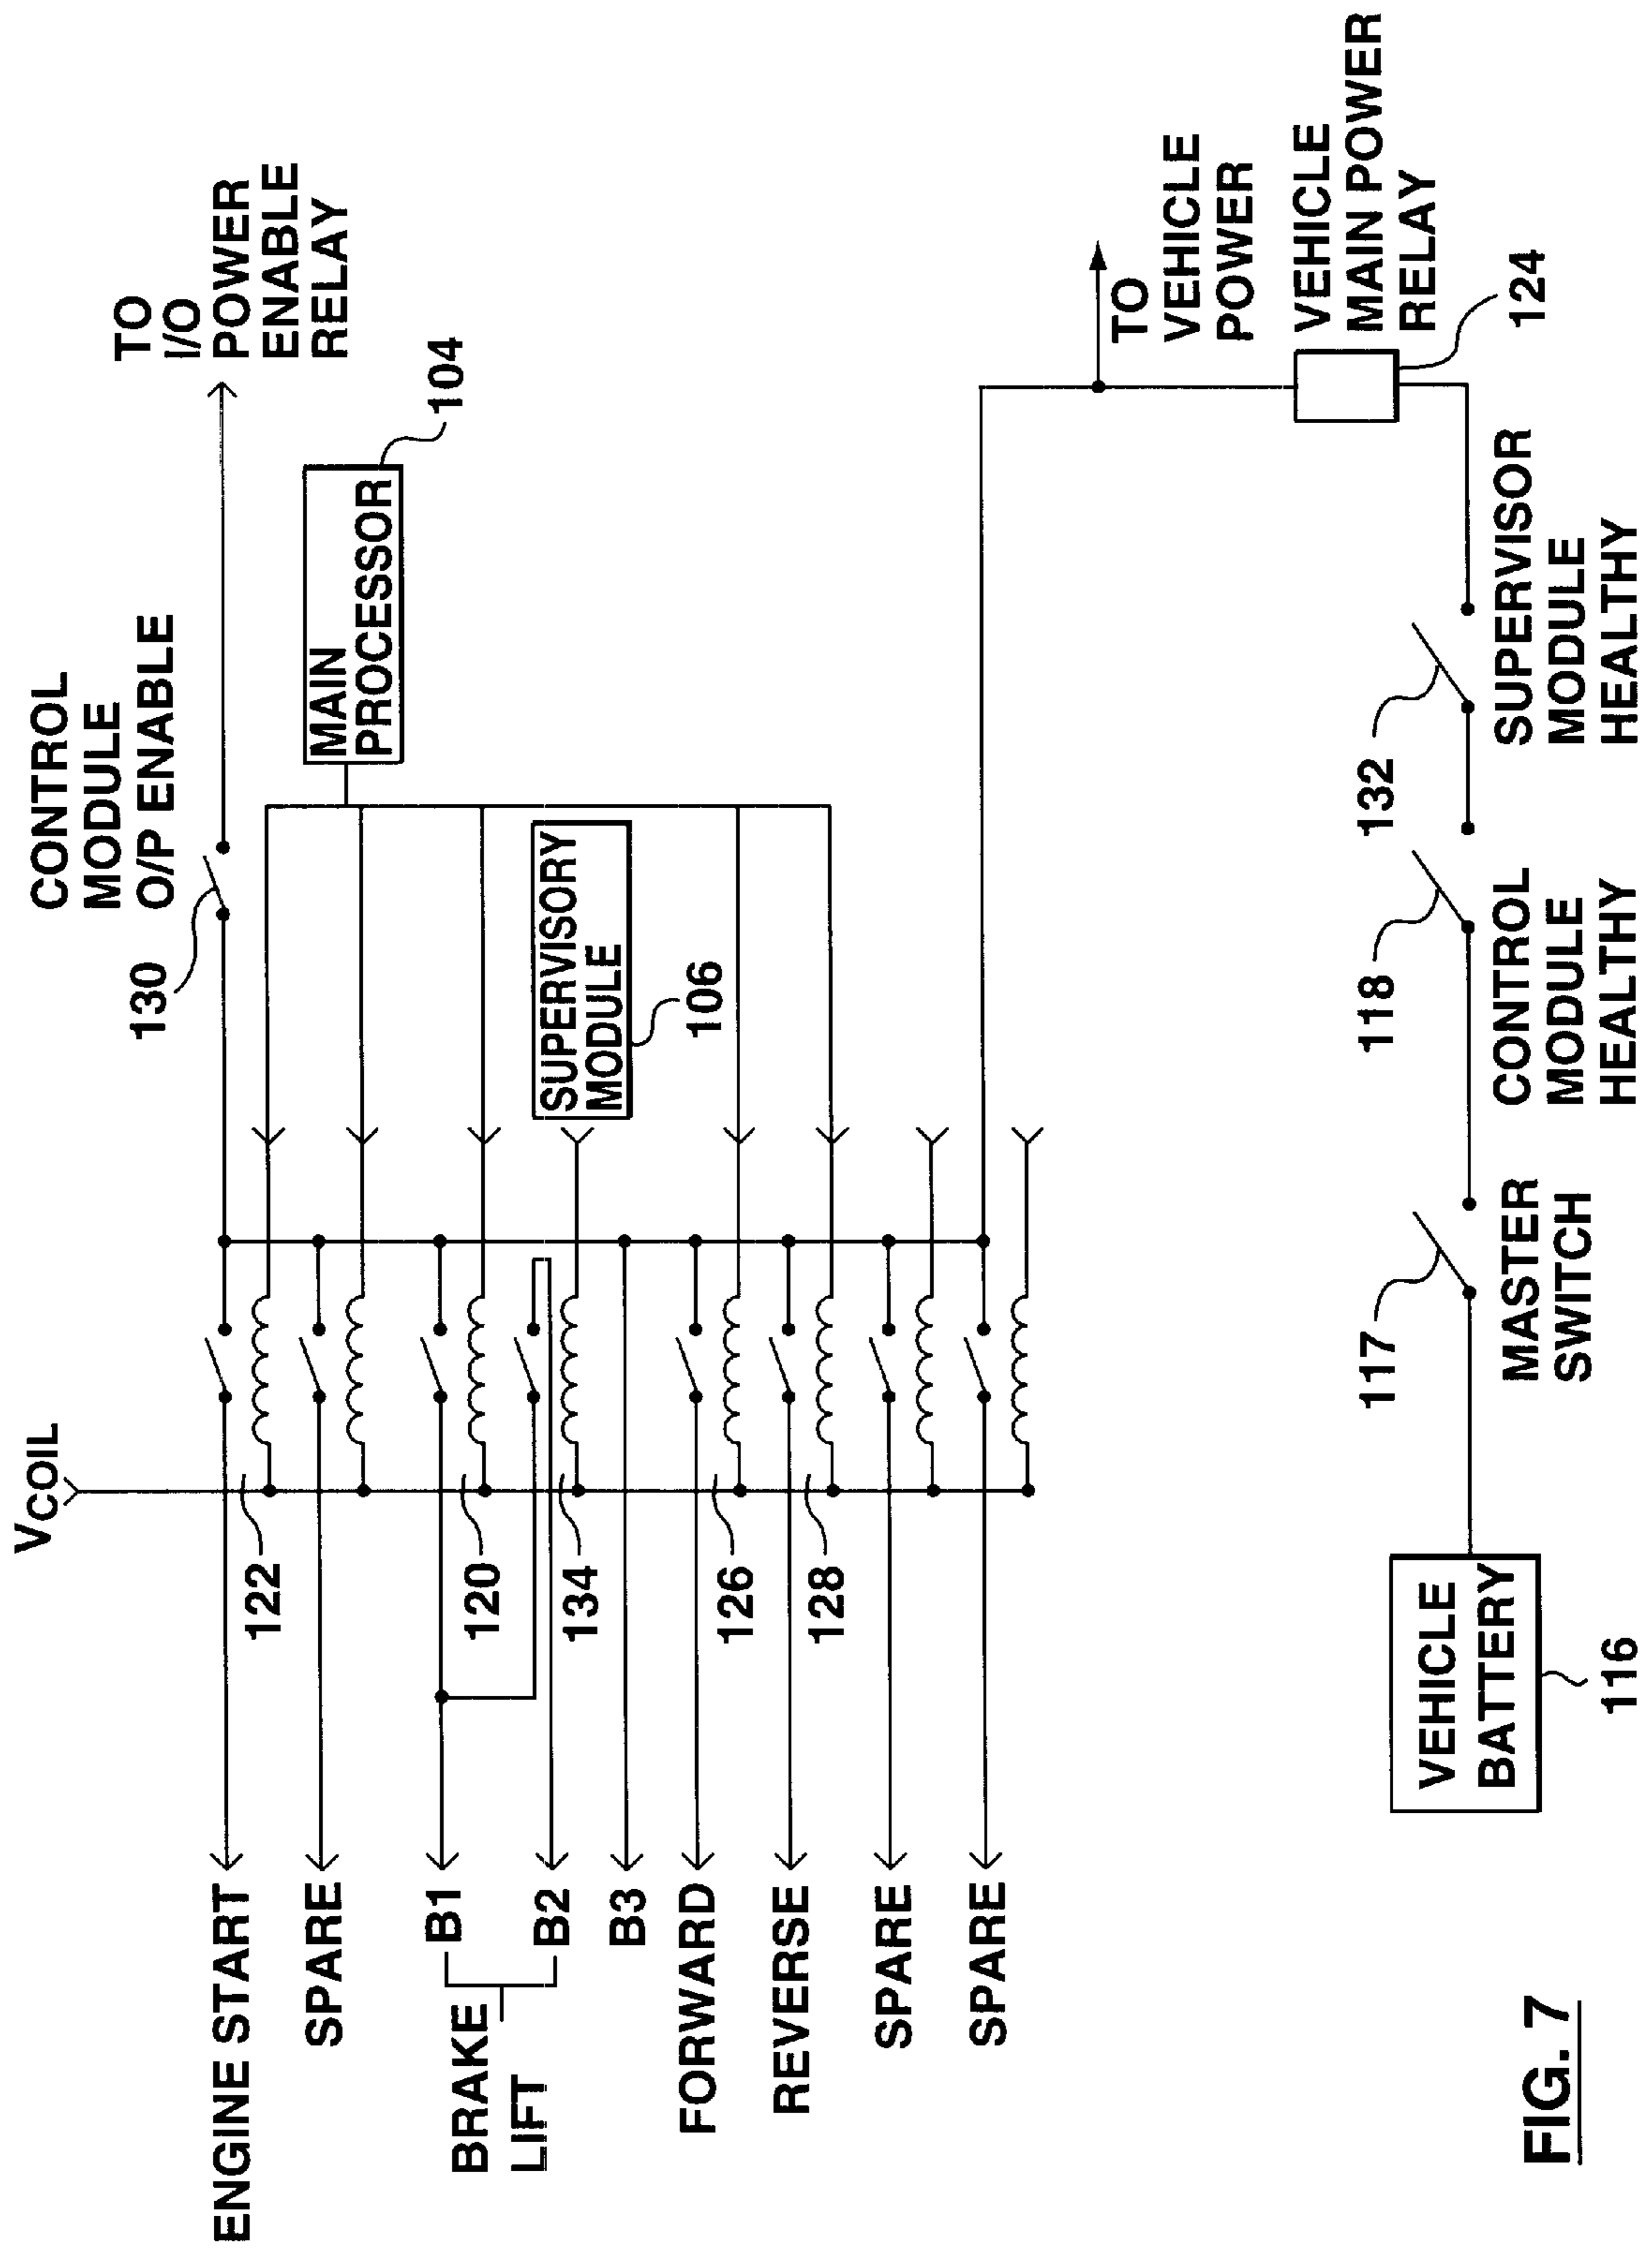 VCOIL
ENGINE START
SPARE
BRAKE
LIFT
B1
B2
B3
FORWARD
REVERSE
SPARE
SPARE
122
120
134
126
128
130
CONTROL
MODULE
O/P ENABLE
TO
I/O
POWER
ENABLE
RELAY
MAIN
PROCESSOR
104
SUPERVISORY
MODULE
106
TO
VEHICLE
POWER
VEHICLE
MAIN POWER
RELAY
124
VEHICLE
BATTERY
116
117
MASTER
SWITCH
118
CONTROL
MODULE
HEALTHY
132
SUPERVISOR
MODULE
HEALTHY
FIG. 7